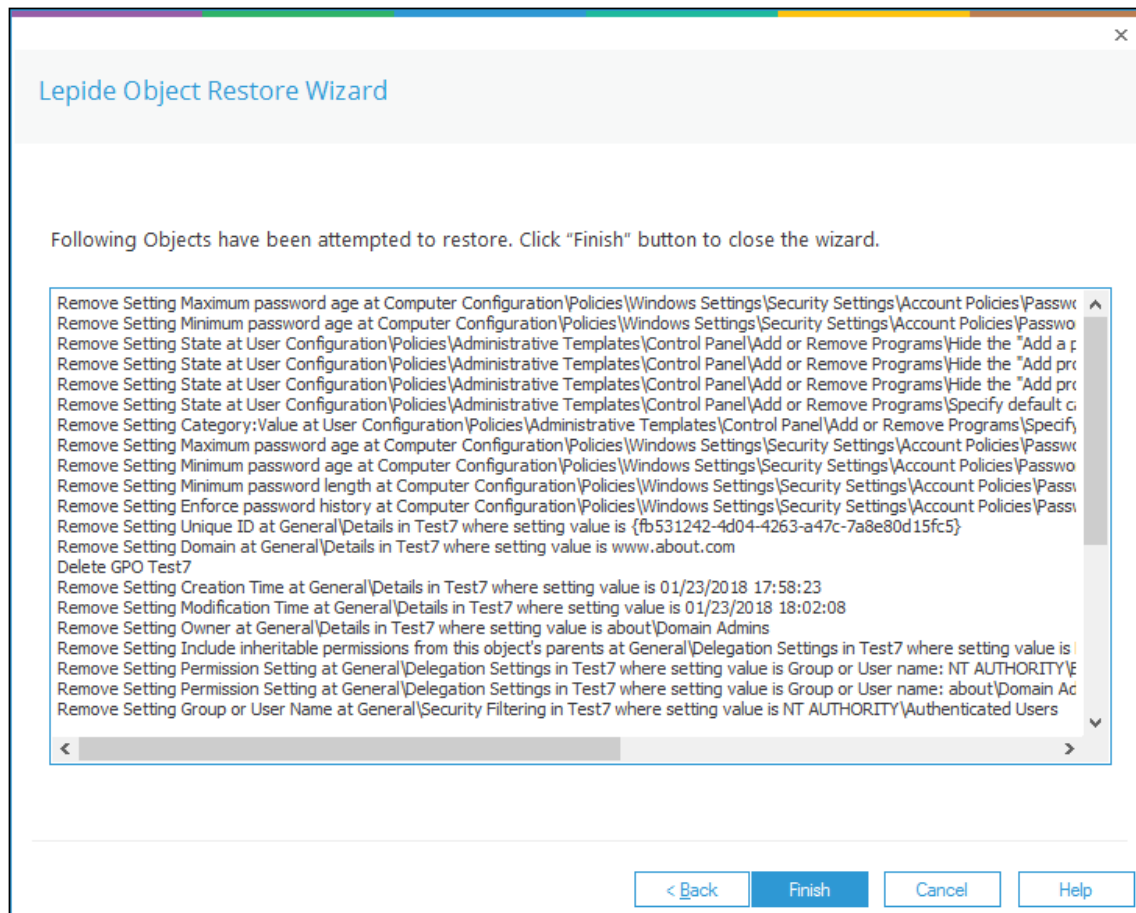 Lepide Object Restore Wizard
Following Objects have been attempted to restore. Click "Finish" button to close the wizard.
Remove Setting Maximum password age at Computer Configuration\Policies\Windows Settings\Security Settings\Account Policies\Passwo
Remove Setting Minimum password age at Computer Configuration\Policies\Windows Settings\Security Settings\Account Policies\Passwo
Remove Setting State at User Configuration\Policies\Administrative Templates\Control Panel\Add or Remove Programs\Hide the "Add a p
Remove Setting State at User Configuration\Policies\Administrative Templates\Control Panel\Add or Remove Programs\Hide the "Add pro
Remove Setting State at User Configuration\Policies\Administrative Templates\Control Panel\Add or Remove Programs\Hide the "Add pro
Remove Setting State at User Configuration\Policies\Administrative Templates\Control Panel\Add or Remove Programs\Specify default ca
Remove Setting Category:Value at User Configuration\Policies\Administrative Templates\Control Panel\Add or Remove Programs\Specify
Remove Setting Maximum password age at Computer Configuration\Policies\Windows Settings\Security Settings\Account Policies\Passwo
Remove Setting Minimum password age at Computer Configuration\Policies\Windows Settings\Security Settings\Account Policies\Passwo
Remove Setting Minimum password length at Computer Configuration\Policies\Windows Settings\Security Settings\Account Policies\Passw
Remove Setting Enforce password history at Computer Configuration\Policies\Windows Settings\Security Settings\Account Policies\Passw
Remove Setting Unique ID at General\Details in Test7 where setting value is {fb531242-4d04-4263-a47c-7a8e80d15fc5}
Remove Setting Domain at General\Details in Test7 where setting value is www.about.com
Delete GPO Test7
Remove Setting Creation Time at General\Details in Test7 where setting value is 01/23/2018 17:58:23
Remove Setting Modification Time at General\Details in Test7 where setting value is 01/23/2018 18:02:08
Remove Setting Owner at General\Details in Test7 where setting value is about\Domain Admins
Remove Setting Include inheritable permissions from this object's parents at General\Delegation Settings in Test7 where setting value is
Remove Setting Permission Setting at General\Delegation Settings in Test7 where setting value is Group or User name: NT AUTHORITY\E
Remove Setting Permission Setting at General\Delegation Settings in Test7 where setting value is Group or User name: about\Domain Ad
Remove Setting Group or User Name at General\Security Filtering in Test7 where setting value is NT AUTHORITY\Authenticated Users
< Back
Finish
Cancel
Help